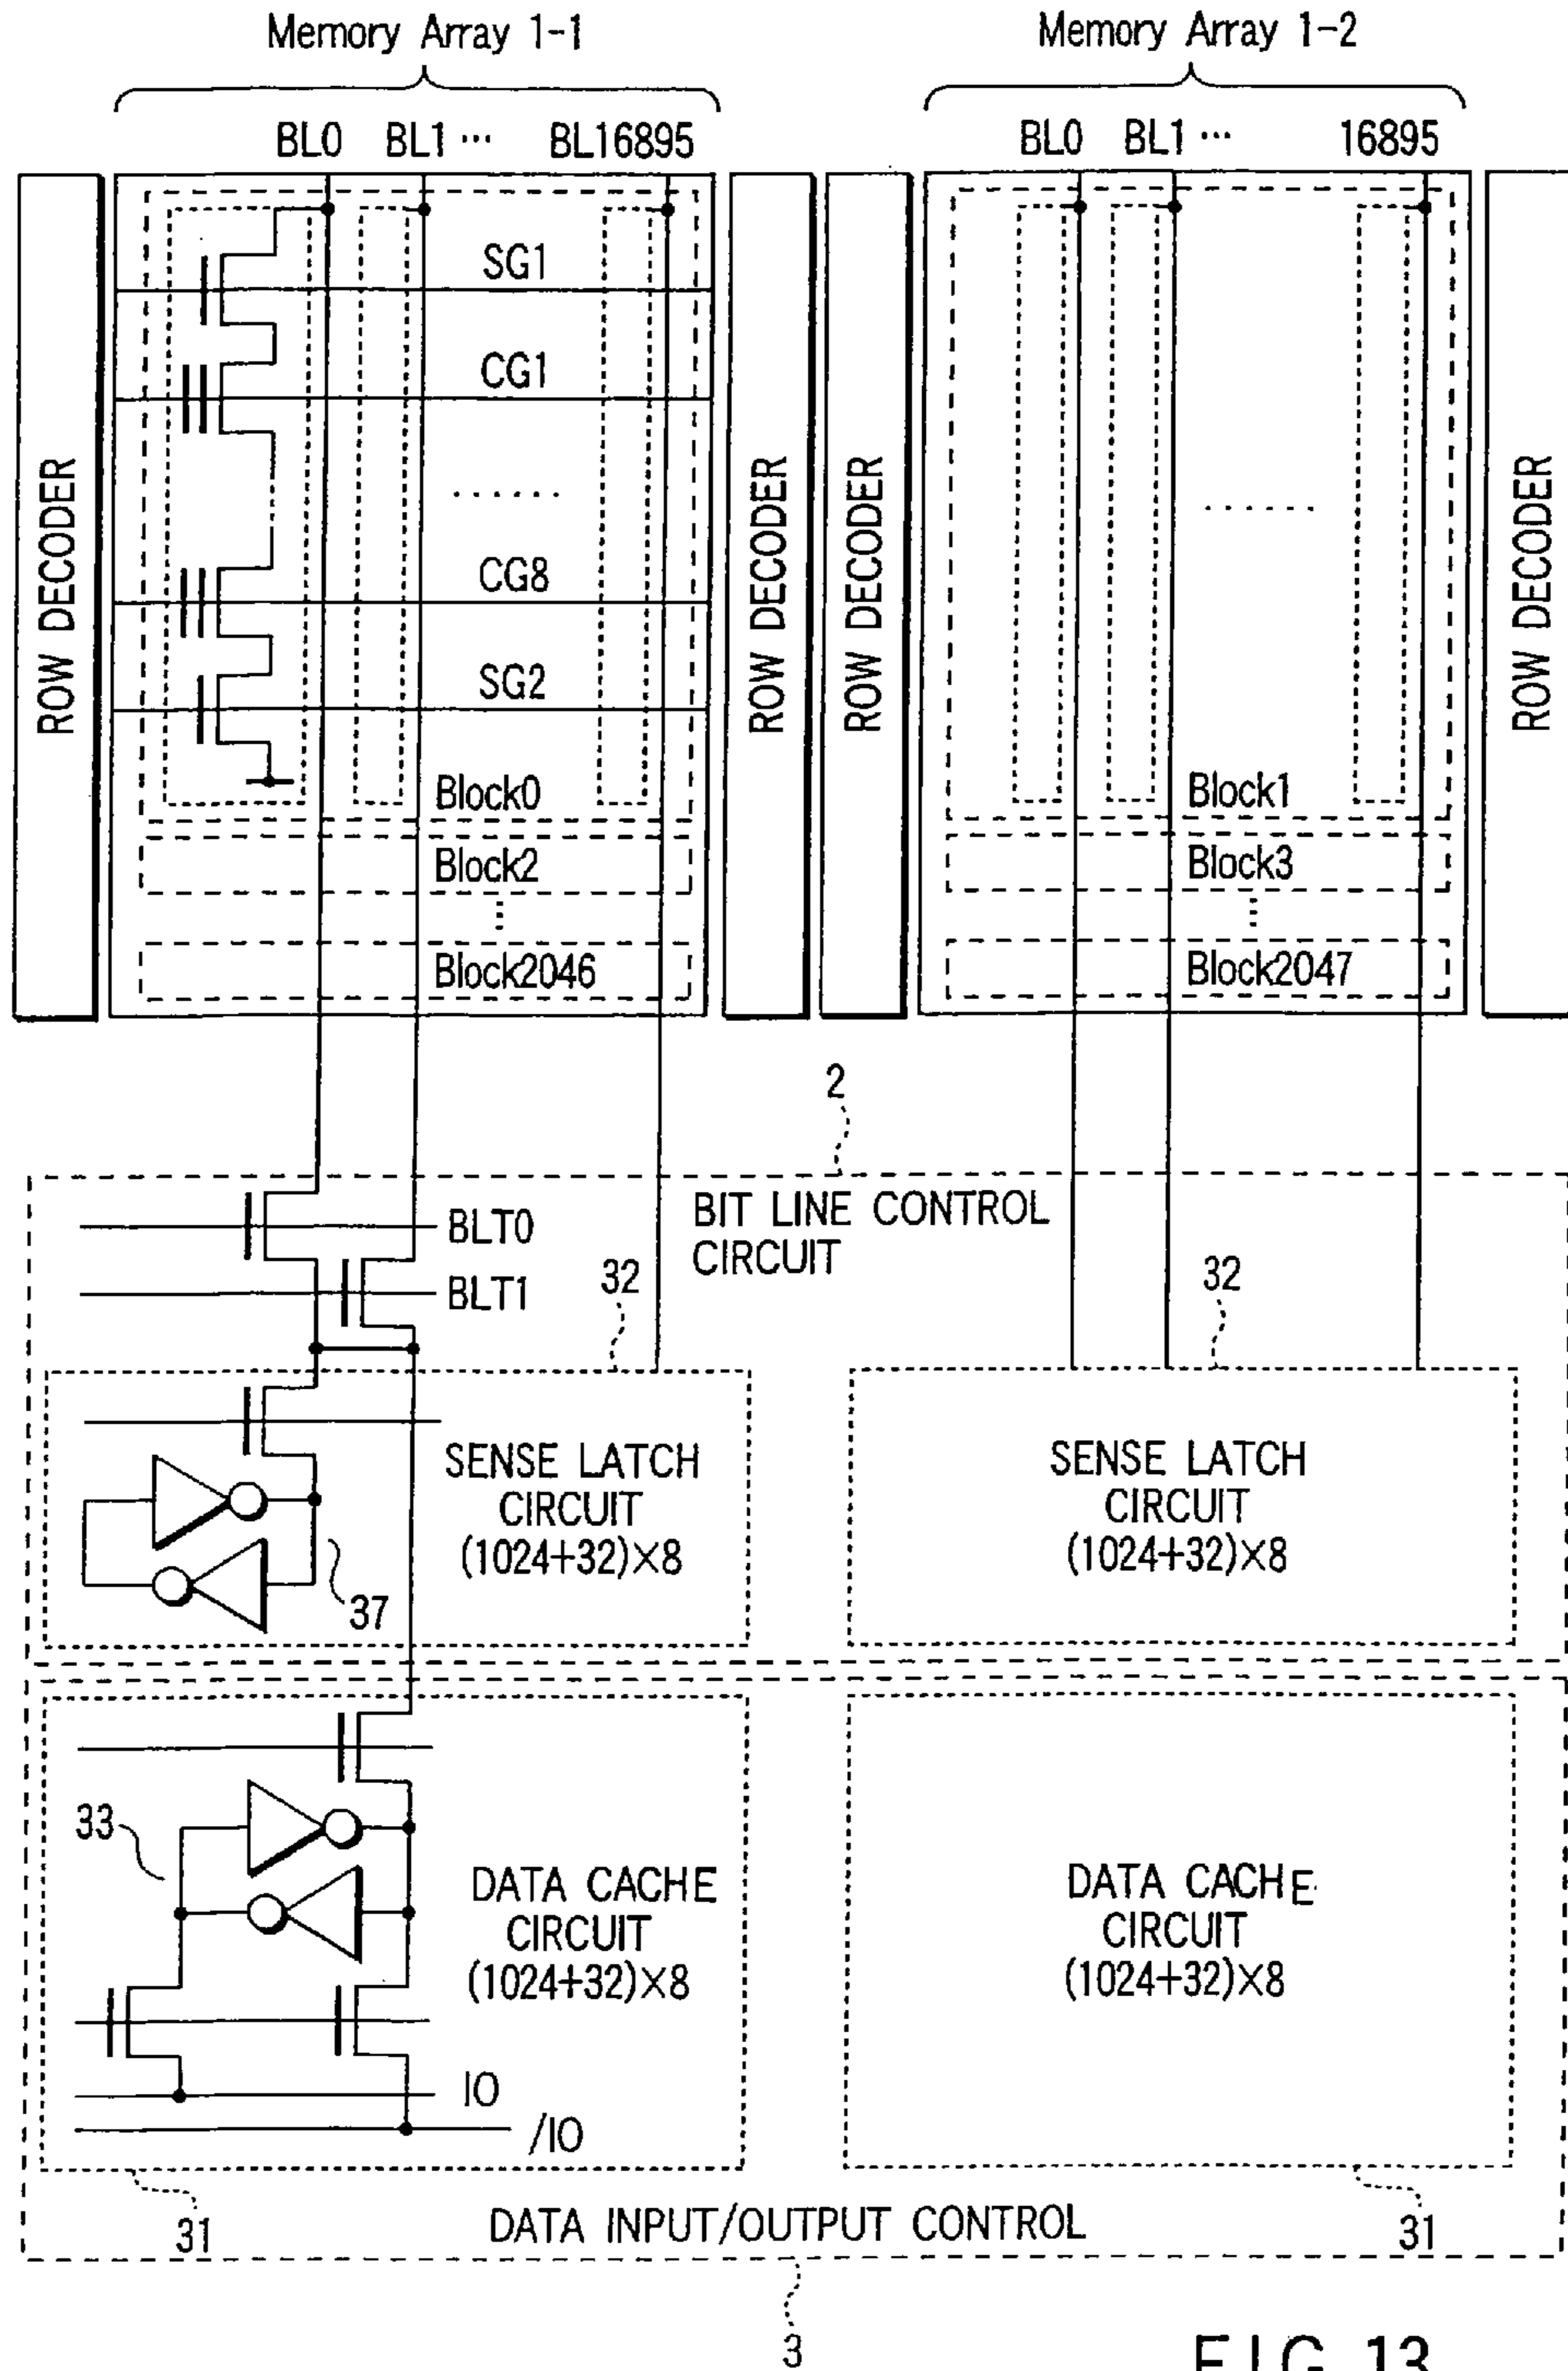 Memory Array 1-1
Memory Array 1-2
BL0 BL1 ... BL16895
BL0 BL1 ... 16895
ROW DECODER
SG1
CG1
.......
CG8
SG2
Block0
Block2
Block2046
ROW DECODER
ROW DECODER
.......
Block1
Block3
Block2047
ROW DECODER
2
BIT LINE CONTROL
CIRCUIT
BLT0
BLT1
32
32
SENSE LATCH
CIRCUIT
(1024+32)×8
37
SENSE LATCH
CIRCUIT
(1024+32)×8
33
DATA CACHE
CIRCUIT
(1024+32)×8
IO
/IO
DATA CACHE
CIRCUIT
(1024+32)×8
31
DATA INPUT/OUTPUT CONTROL
31
3
FIG.13